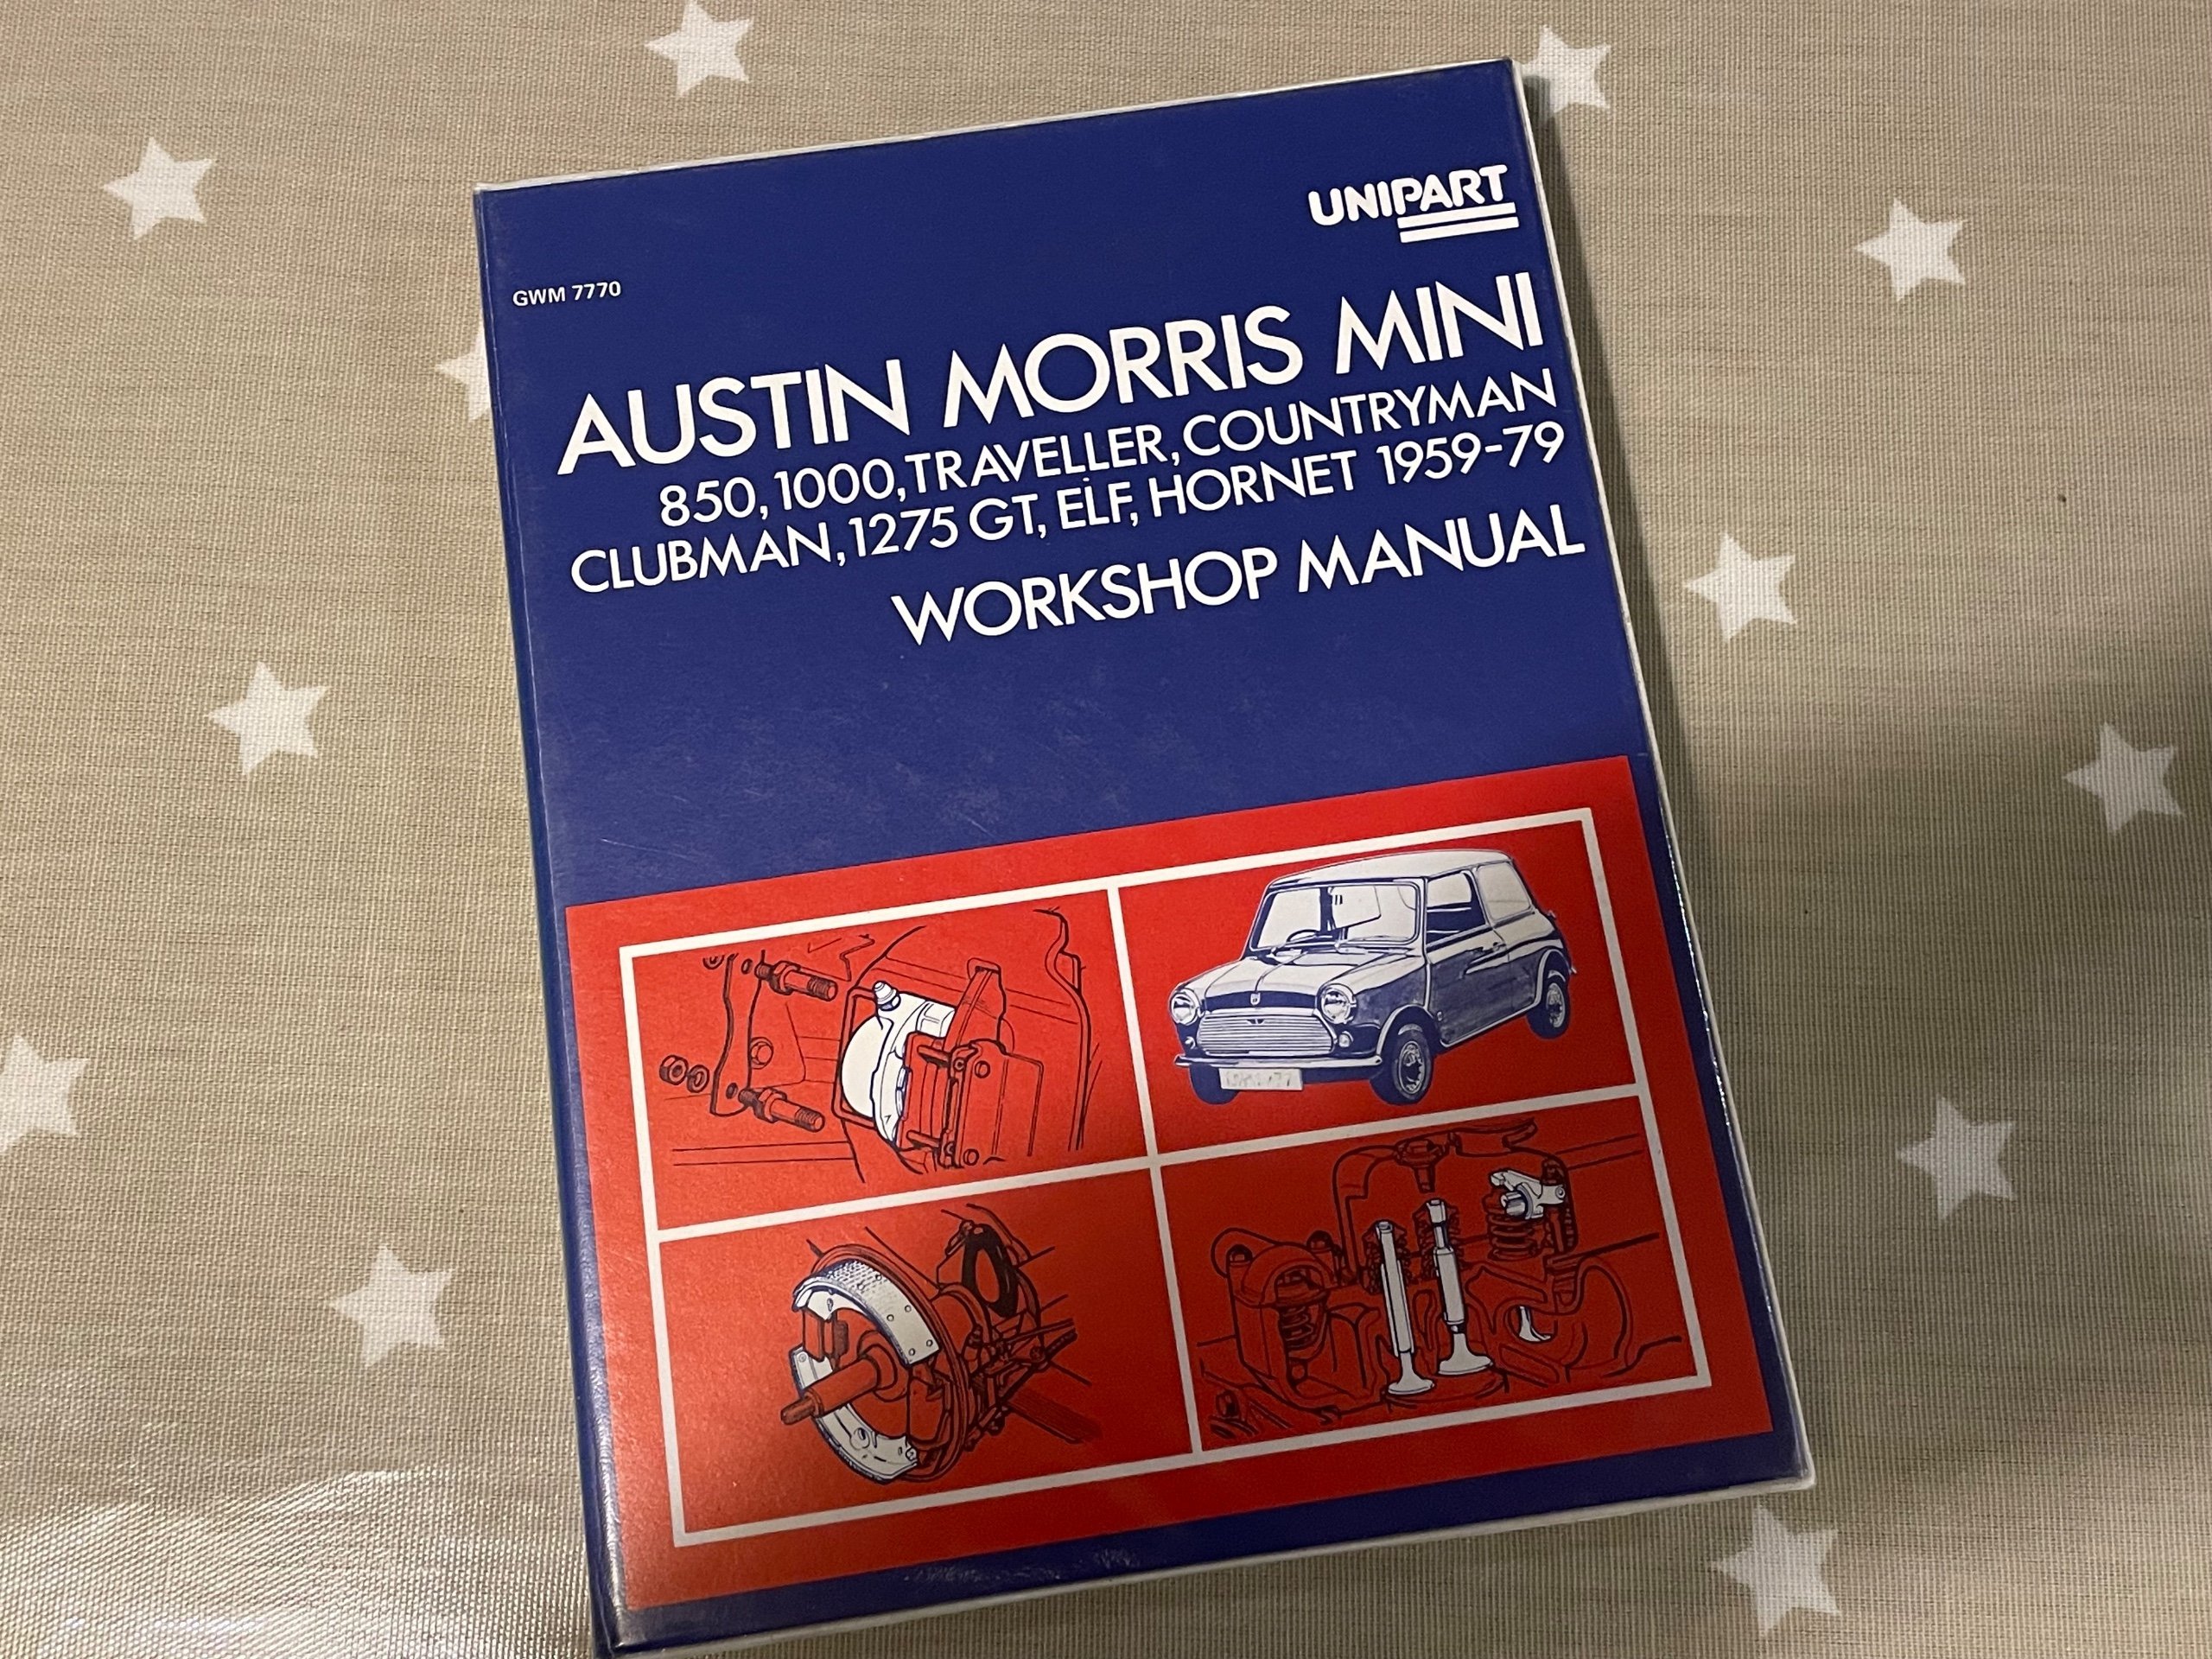 UNIPART
GWM 7770
AUSTIN MORRIS MINI
850, 1000, TRAVELLER, COUNTRYMAN
CLUBMAN, 1275 GT, ELF, HORNET 1959-79
WORKSHOP MANUAL